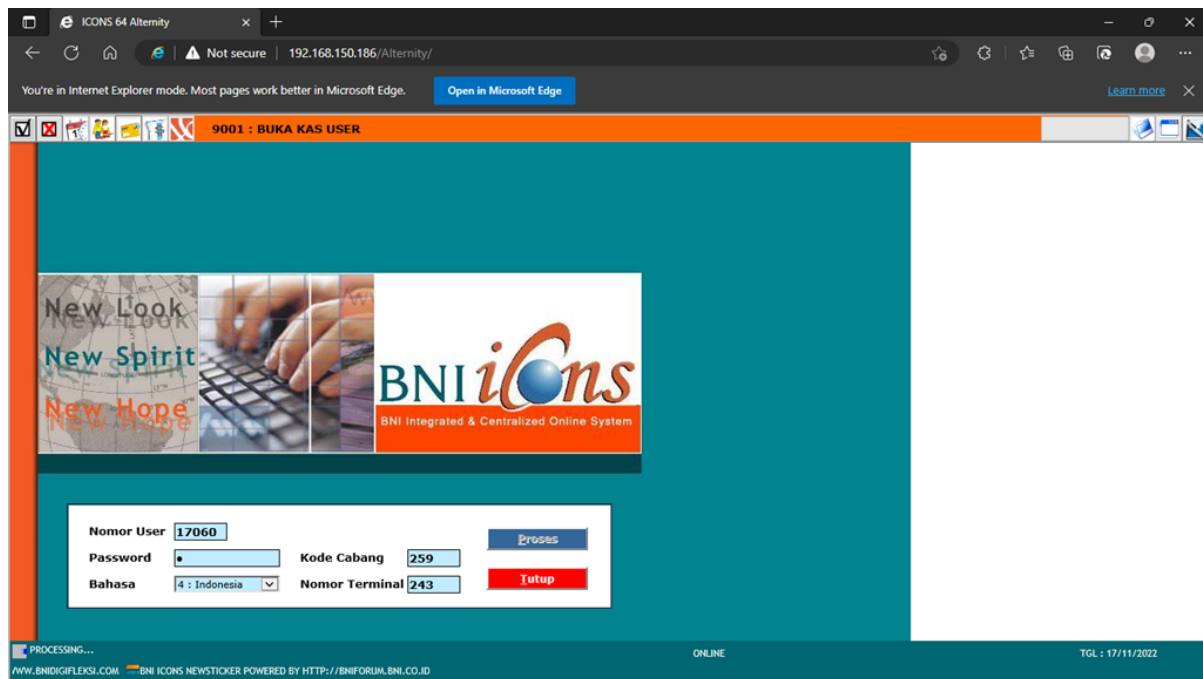 ICONS 64 Alternity
Not secure | 192.168.150.186/Alternity/
You're in Internet Explorer mode. Most pages work better in Microsoft Edge. Open in Microsoft Edge Learn more
9001 : BUKA KAS USER
New Look
New Spirit
New Hope
BNI icons
BNI Integrated & Centralized Online System
Nomor User 17060
Proses
Password • Kode Cabang 259
Bahasa 4 : Indonesia Nomor Terminal 243
Tutup
PROCESSING... ONLINE TGL : 17/11/2022
WW.BNIDIGIFLEKSI.COM BNI ICONS NEWSTICKER POWERED BY HTTP://BNIFORUM.BNI.CO.ID